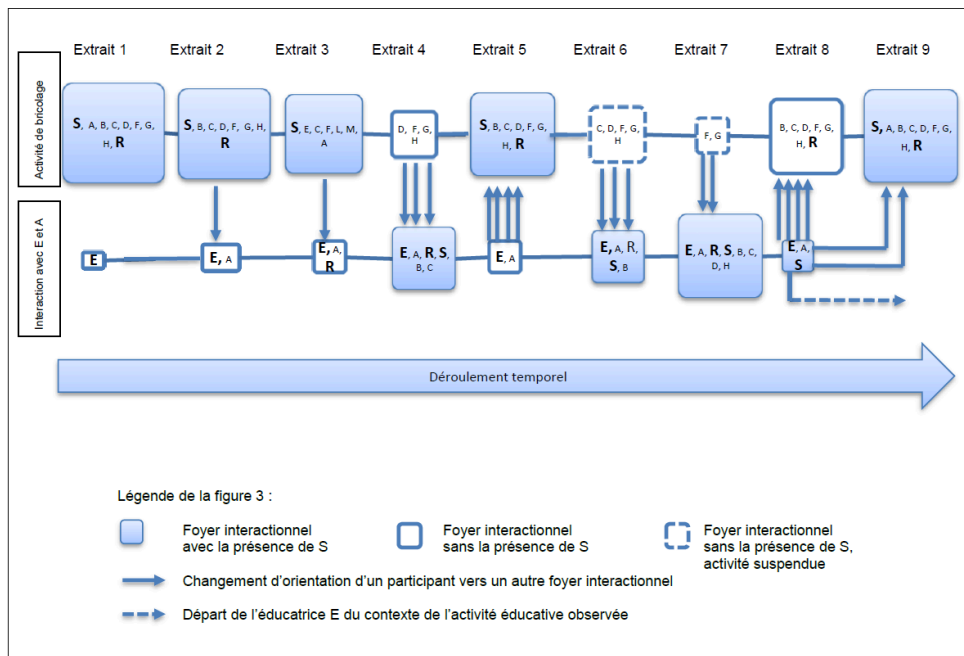 Extrait 1 Extrait 2 Extrait 3 Extrait 4 Extrait 5 Extrait 6 Extrait 7 Extrait 8 Extrait 9
Activité de bricolage
S, A, B, C, D, F, G,
H, R
S, B, C, D, F, G, H,
R
S, E, C, F, L, M,
A
D, F, G,
H
S, B, C, D, F, G,
H, R
C, D, F, G,
H
F, G
B, C, D, F, G,
H, R
S, A, B, C, D, F, G,
H, R
Interaction avec E et A
E
E, A
E, A,
R
E, A, R, S,
B, C
E, A
E, A, R,
S, B
E, A, R, S, B, C,
D, H
E, A,
S
Déroulement temporel
Légende de la figure 3 :
Foyer interactionnel
avec la présence de S
Foyer interactionnel
sans la présence de S
Foyer interactionnel
sans la présence de S,
activité suspendue
Changement d'orientation d'un participant vers un autre foyer interactionnel
Départ de l'éducatrice E du contexte de l'activité éducative observée